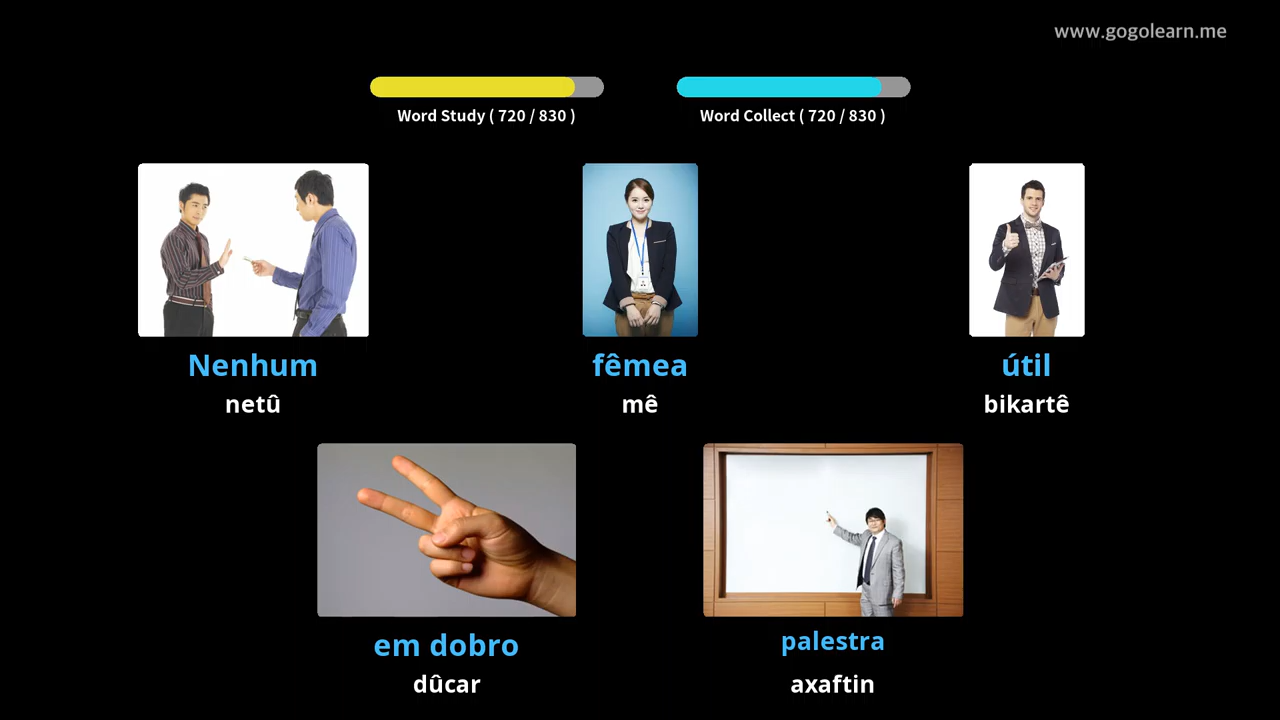 www.gogolearn.me
Word Study ( 720 / 830 )
Word Collect ( 720 / 830 )
Nenhum
netû
fêmea
mê
útil
bikartê
em dobro
dûcar
palestra
axaftin